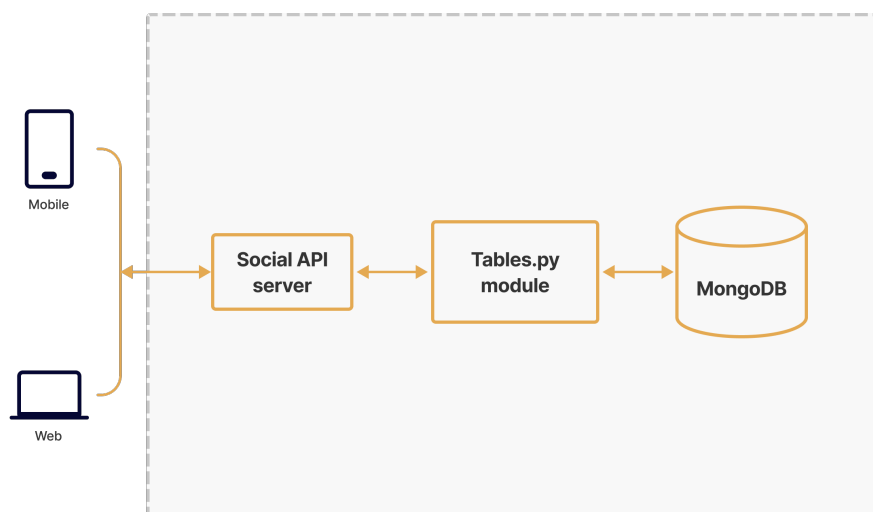 Mobile
Social API
server
Tables.py
module
MongoDB
Web